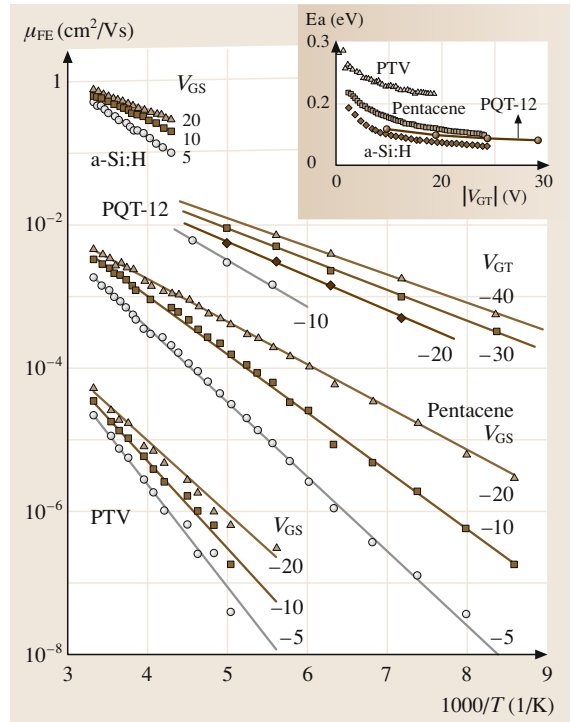 μFE (cm²/Vs)
1
VGS
20
10
5
a-Si:H
Ea (eV)
0.3
PTV
Pentacene
PQT-12
0.2
a-Si:H
0
0
10
20
30
|VGT| (V)
10⁻²
PQT-12
VGT
−40
−10
−20
−30
10⁻⁴
Pentacene
VGS
−20
−10
10⁻⁶
PTV
VGS
−20
−10
−5
−5
10⁻⁸
3
4
5
6
7
8
9
1000/T (1/K)